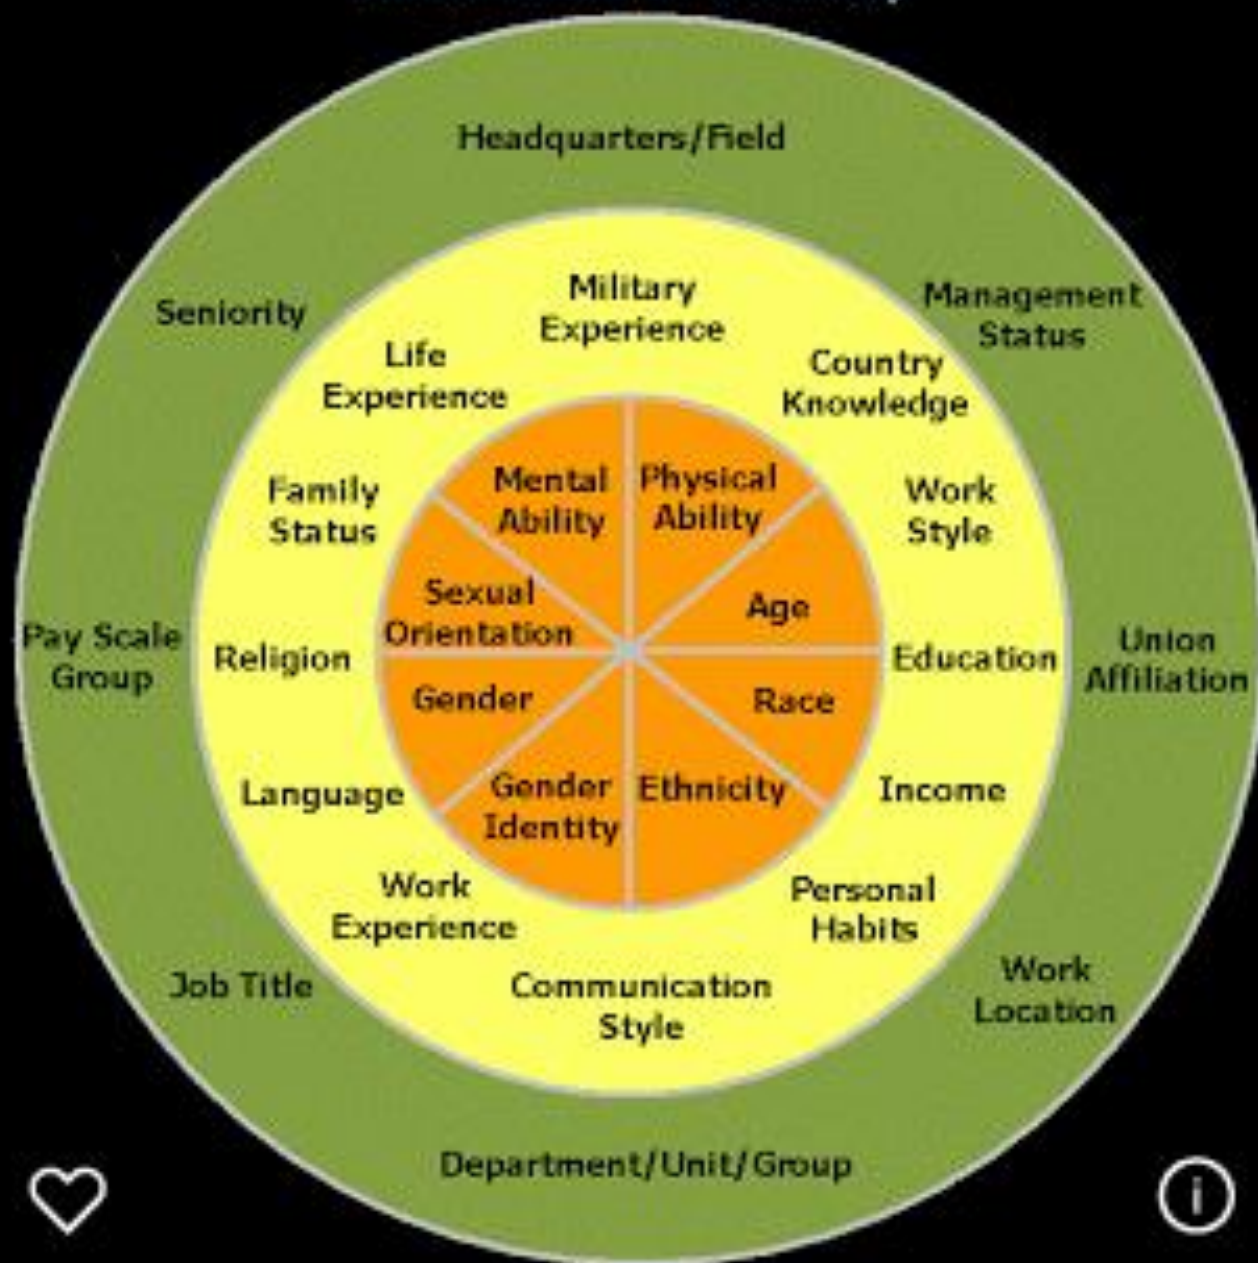 Headquarters/Field
Seniority
Management
Status
Military
Experience
Life
Experience
Country
Knowledge
Family
Status
Work
Style
Mental
Ability
Physical
Ability
Sexual
Orientation
Age
Pay Scale
Group
Religion
Education
Union
Affiliation
Gender
Race
Language
Gender
Identity
Ethnicity
Income
Work
Experience
Personal
Habits
Job Title
Communication
Style
Work
Location
Department/Unit/Group
i